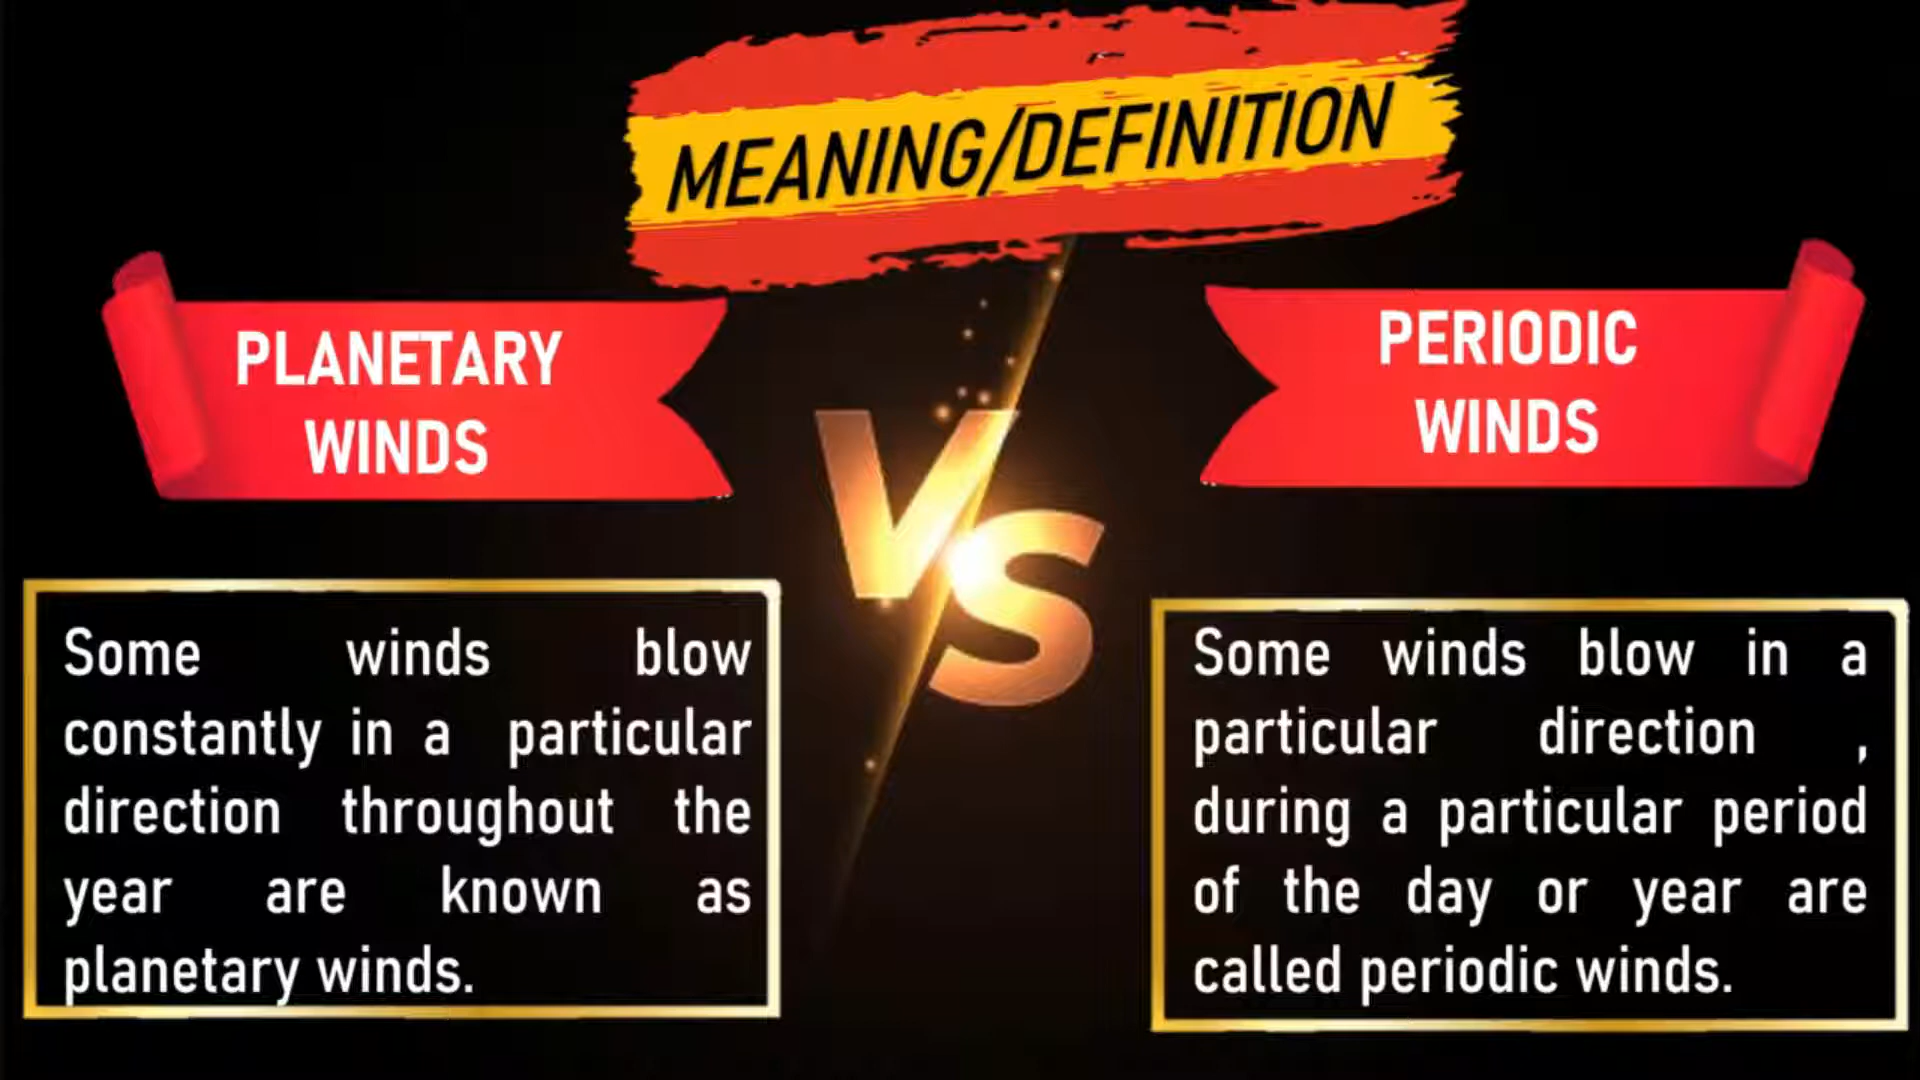 MEANING/DEFINITION
PLANETARY
WINDS
PERIODIC
WINDS
VS
Some winds blow
constantly in a particular
direction throughout the
year are known as
planetary winds.
Some winds blow in a
particular direction ,
during a particular period
of the day or year are
called periodic winds.